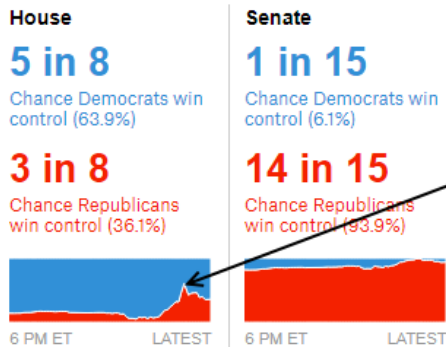 House
5 in 8
Chance Democrats win
control (63.9%)
3 in 8
Chance Republicans
win control (36.1%)
6 PM ET LATEST
Senate
1 in 15
Chance Democrats win
control (6.1%)
14 in 15
Chance Republicans
win control (93.9%)
6 PM ET LATEST